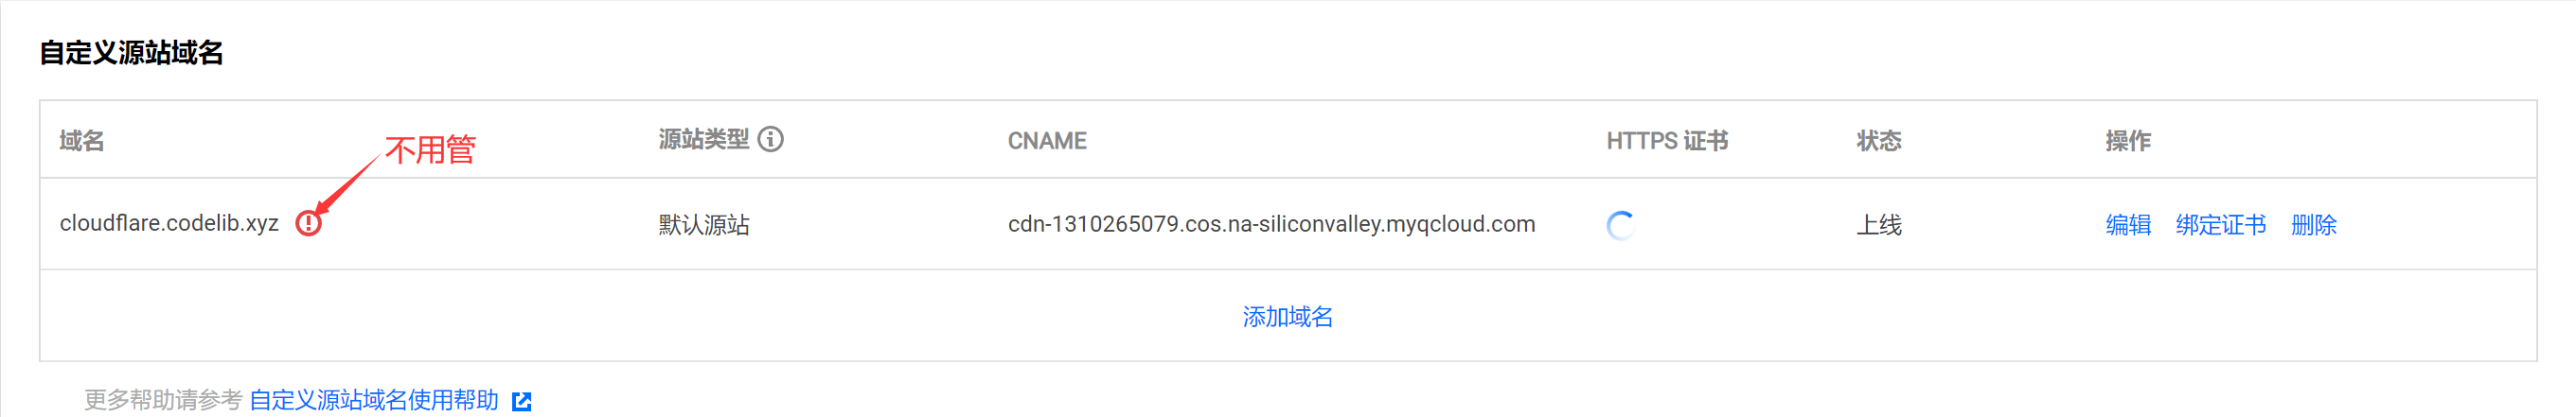 自定义源站域名
不用管
域名 源站类型 CNAME HTTPS 证书 状态 操作
cloudflare.codelib.xyz 默认源站 cdn-1310265079.cos.na-siliconvalley.myqcloud.com 上线 编辑 绑定证书 删除
添加域名
更多帮助请参考 自定义源站域名使用帮助